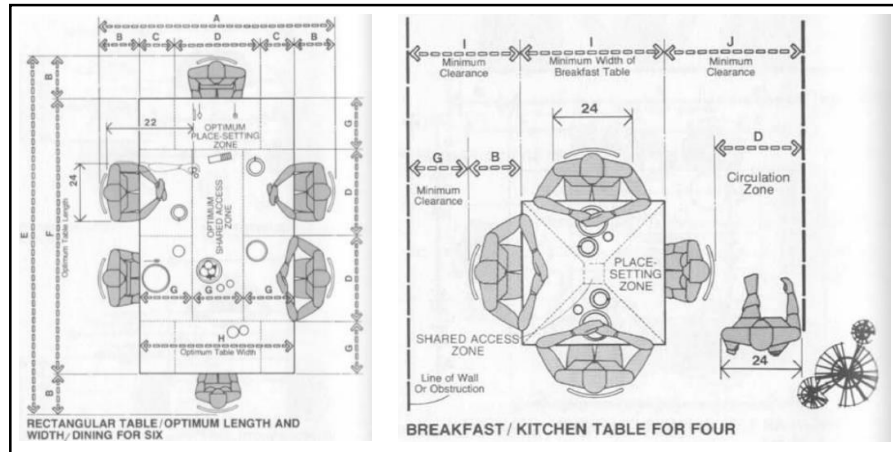 A
B C D C B
B
22
OPTIMUM
PLACE-SETTING
ZONE
G
24
E
F
Optimum Table Length
OPTIMUM
SHARED ACCESS
ZONE
D
D
G G G
H
Optimum Table Width
G
B
RECTANGULAR TABLE/OPTIMUM LENGTH AND
WIDTH/DINING FOR SIX
I I J
Minimum
Clearance
Minimum Width of
Breakfast Table
Minimum
Clearance
24
D
G B
Minimum
Clearance
Circulation
Zone
PLACE-
SETTING
ZONE
SHARED ACCESS
ZONE
24
Line of Wall
Or Obstruction
BREAKFAST/KITCHEN TABLE FOR FOUR